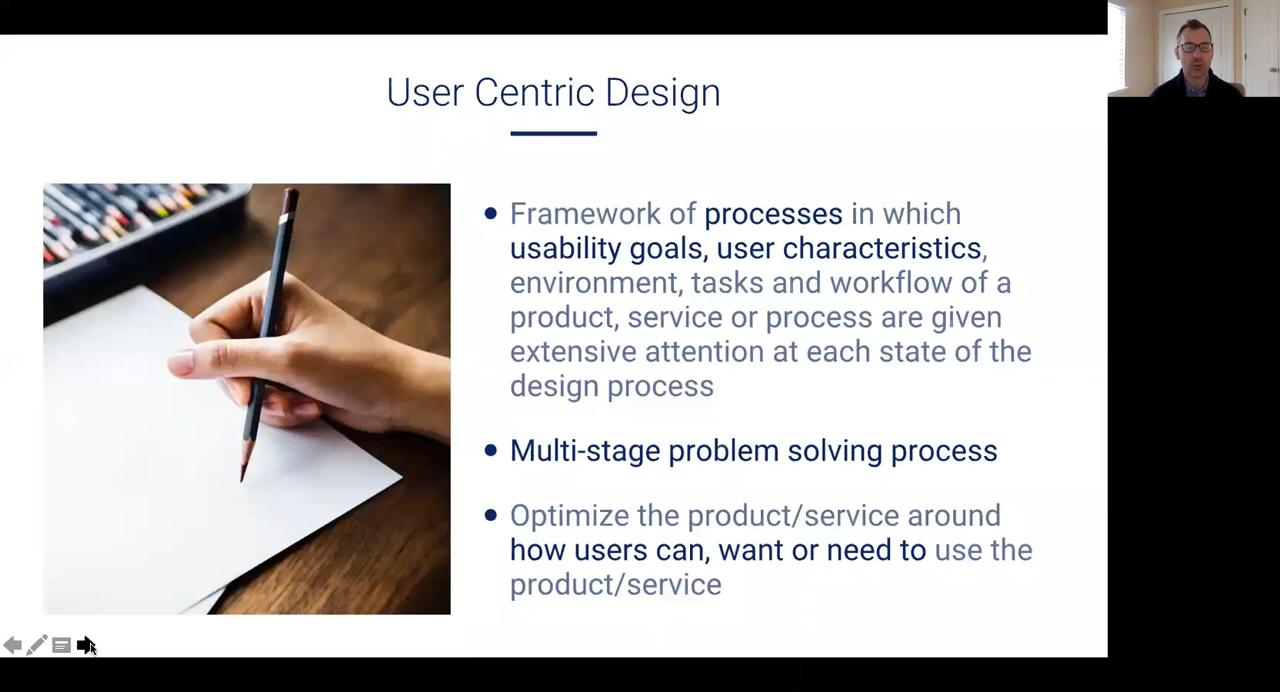 User Centric Design
Framework of processes in which
usability goals, user characteristics,
environment, tasks and workflow of a
product, service or process are given
extensive attention at each state of the
design process
Multi-stage problem solving process
Optimize the product/service around
how users can, want or need to use the
product/service